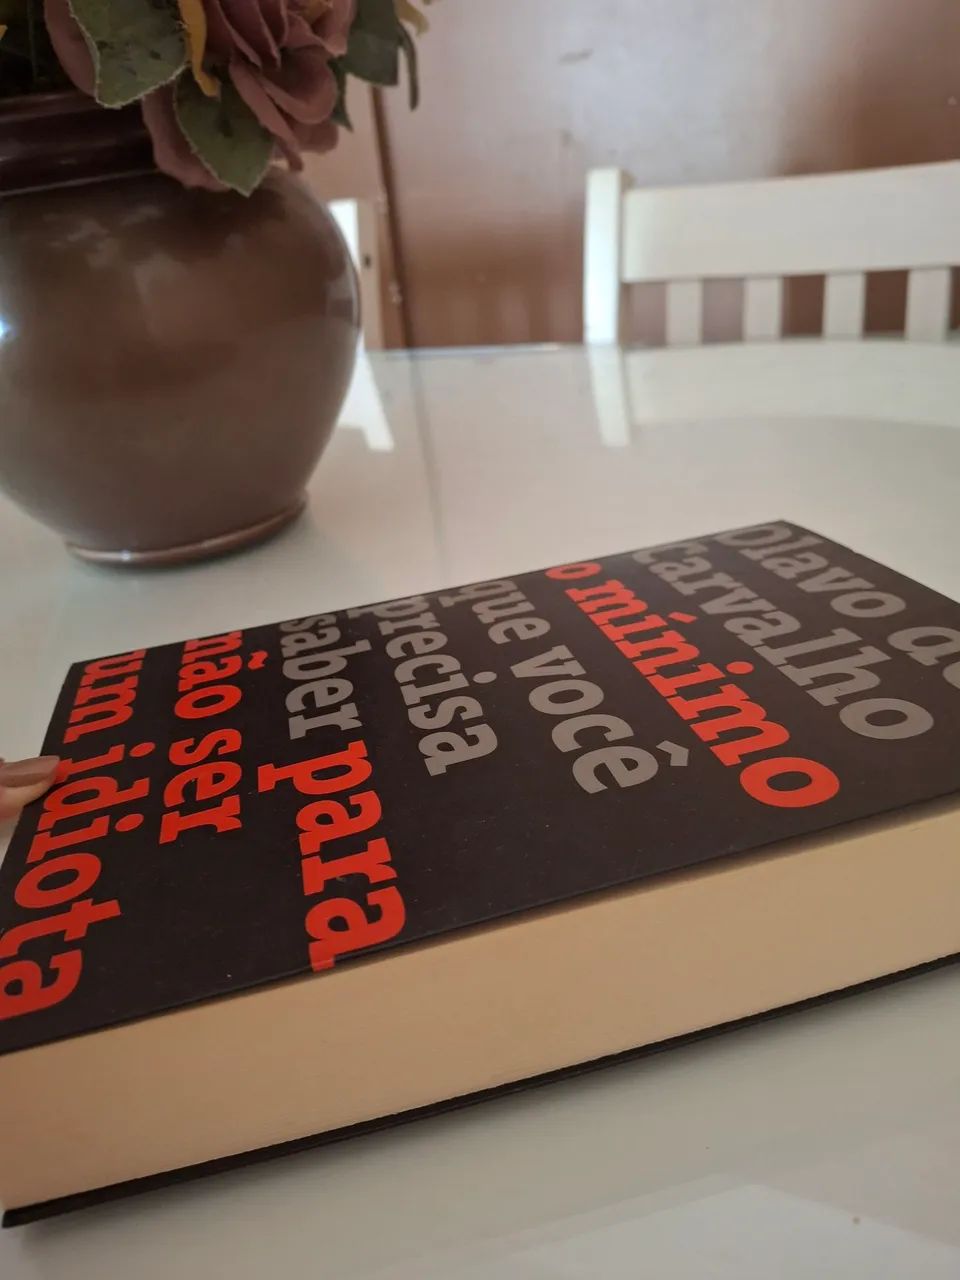 Olavo de
Carvalho
o mínimo
que você
precisa
saber para
não ser
um idiota